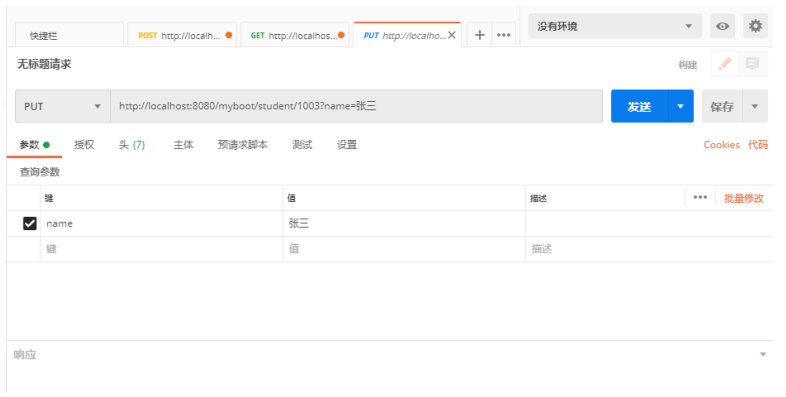 快捷栏 POST http://localh... GET http://localhos... PUT http://localho... X + ••• 没有环境
无标题请求 构建
PUT http://localhost:8080/myboot/student/1003?name=张三 发送 保存
参数 授权 头 (7) 主体 预请求脚本 测试 设置 Cookies 代码
查询参数
键 值 描述 ••• 批量修改
name 张三
键 值 描述
响应